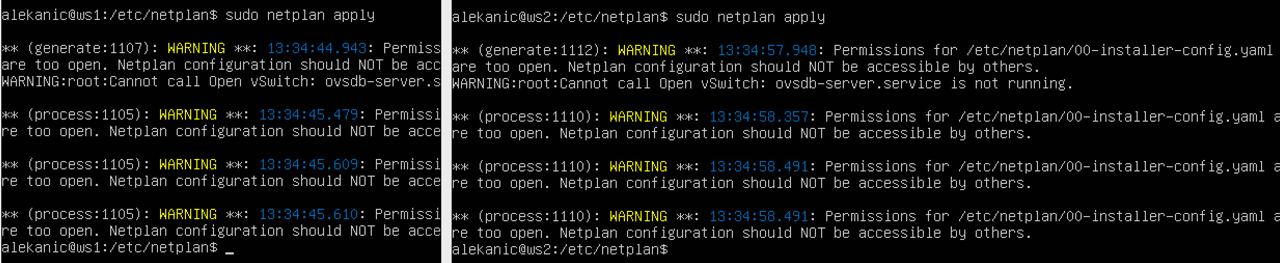 alekanic@ws1:/etc/netplan$ sudo netplan apply
** (generate:1107): WARNING **: 13:34:44.943: Permiss
are too open. Netplan configuration should NOT be acc
WARNING:root:Cannot call Open vSwitch: ovsdb-server.s
** (process:1105): WARNING **: 13:34:45.479: Permissi
re too open. Netplan configuration should NOT be acce
** (process:1105): WARNING **: 13:34:45.609: Permissi
re too open. Netplan configuration should NOT be acce
** (process:1105): WARNING **: 13:34:45.610: Permissi
re too open. Netplan configuration should NOT be acce
alekanic@ws1:/etc/netplan$ _
alekanic@ws2:/etc/netplan$ sudo netplan apply
** (generate:1112): WARNING **: 13:34:57.948: Permissions for /etc/netplan/00-installer-config.yaml
are too open. Netplan configuration should NOT be accessible by others.
WARNING:root:Cannot call Open vSwitch: ovsdb-server.service is not running.
** (process:1110): WARNING **: 13:34:58.357: Permissions for /etc/netplan/00-installer-config.yaml a
re too open. Netplan configuration should NOT be accessible by others.
** (process:1110): WARNING **: 13:34:58.491: Permissions for /etc/netplan/00-installer-config.yaml a
re too open. Netplan configuration should NOT be accessible by others.
** (process:1110): WARNING **: 13:34:58.491: Permissions for /etc/netplan/00-installer-config.yaml a
re too open. Netplan configuration should NOT be accessible by others.
alekanic@ws2:/etc/netplan$